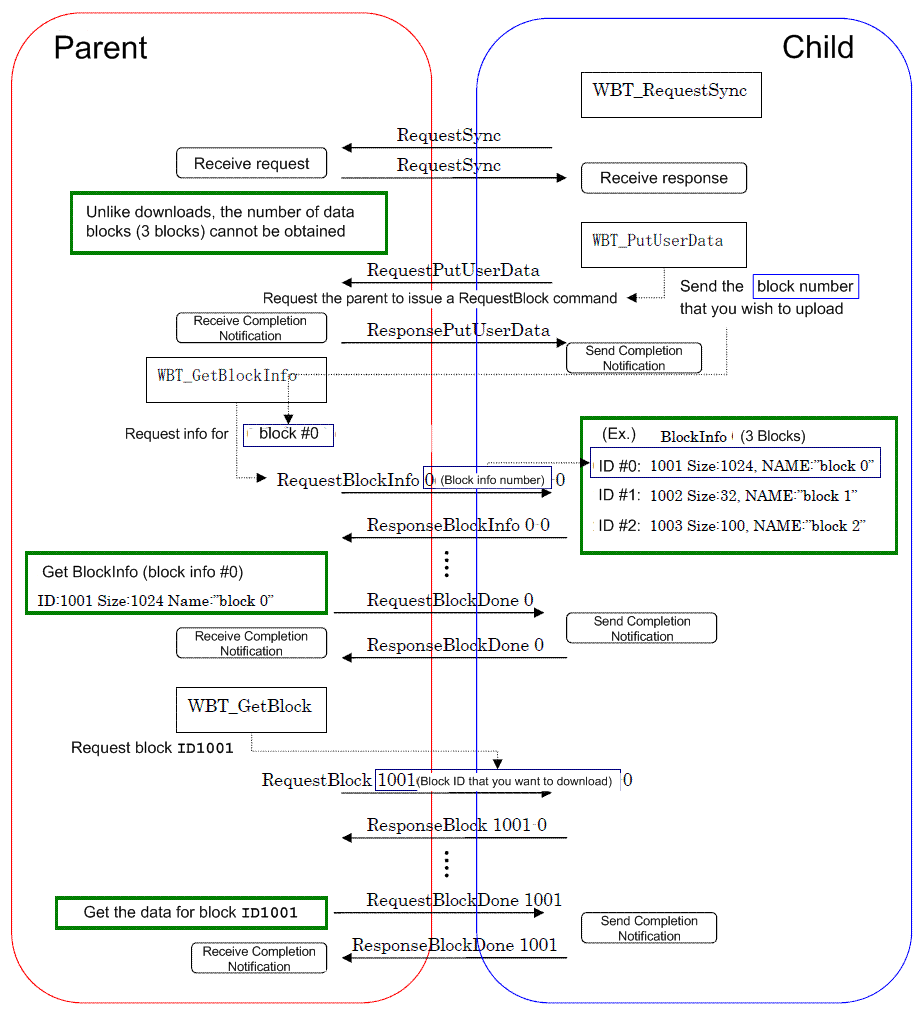 Parent
Child
WBT_RequestSync
RequestSync
Receive request
RequestSync
Receive response
Unlike downloads, the number of data
blocks (3 blocks) cannot be obtained
WBT_PutUserData
RequestPutUserData
Send the block number
that you wish to upload
Request the parent to issue a RequestBlock command
Receive Completion
Notification
ResponsePutUserData
Send Completion
Notification
WBT_GetBlockInfo
Request info for block #0
(Ex.) BlockInfo (3 Blocks)
ID #0: 1001 Size:1024, NAME:"block 0"
RequestBlockInfo 0 (Block info number) -0
ID #1: 1002 Size:32, NAME:"block 1"
ResponseBlockInfo 0-0
ID #2: 1003 Size:100, NAME:"block 2"
Get BlockInfo (block info #0)
ID:1001 Size:1024 Name:"block 0"
RequestBlockDone 0
Send Completion
Notification
Receive Completion
Notification
ResponseBlockDone 0
WBT_GetBlock
Request block ID1001
RequestBlock 1001(Block ID that you want to download) 0
ResponseBlock 1001-0
RequestBlockDone 1001
Get the data for block ID1001
Send Completion
Notification
ResponseBlockDone 1001
Receive Completion
Notification